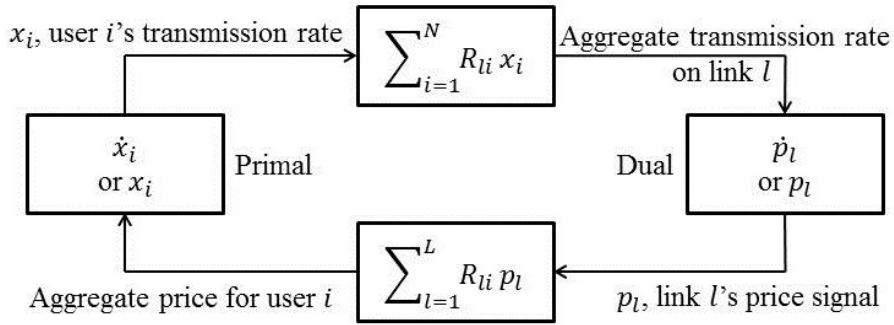 x_i, user i's transmission rate
∑_{i=1}^{N} R_{li} x_i
Aggregate transmission rate
on link l
ẋ_i
or x_i
Primal
Dual
ṗ_l
or p_l
Aggregate price for user i
∑_{l=1}^{L} R_{li} p_l
p_l, link l's price signal